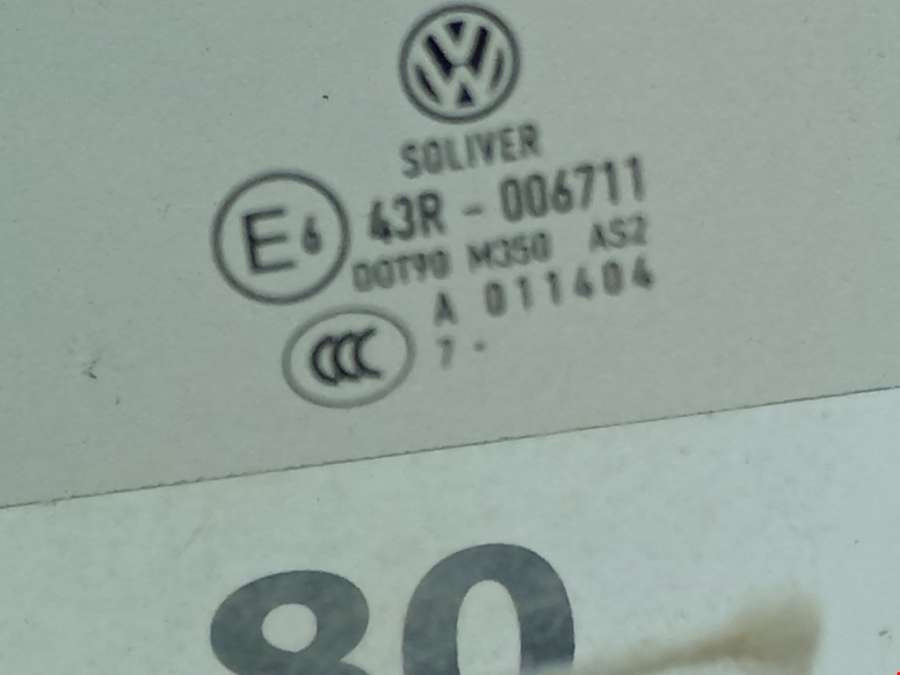 SOLIVER
E6 43R - 006711
DOT90 M350 AS2
A 011404
CCC 7 -
80